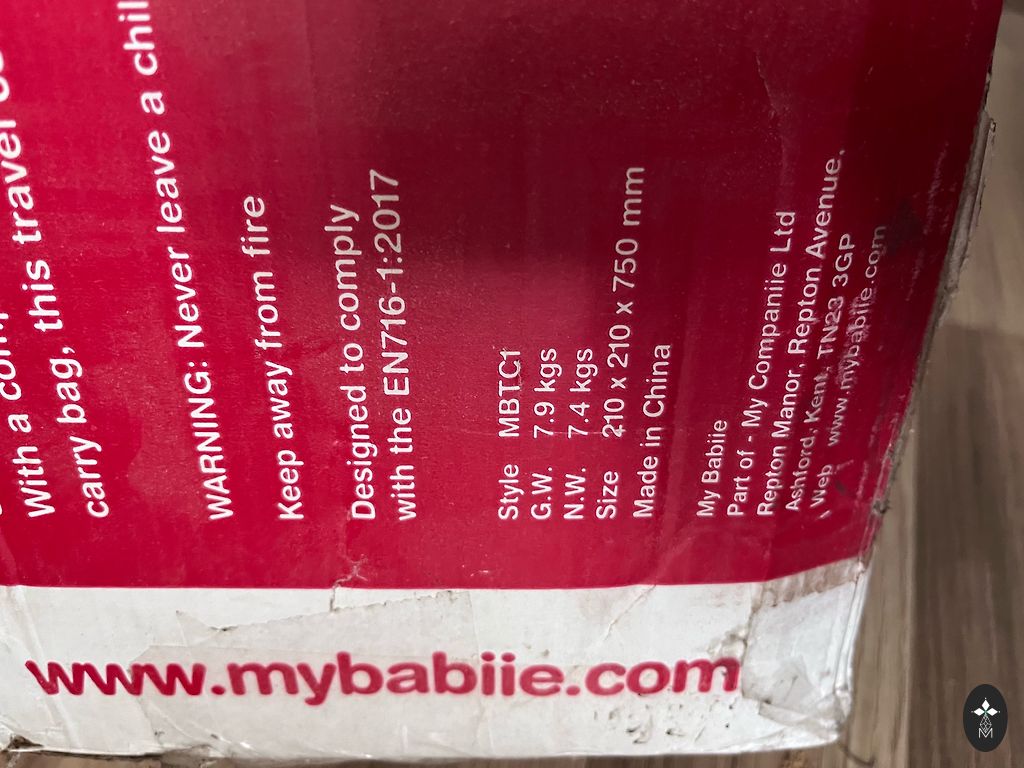 With a
carry bag, this travel
WARNING: Never leave a
Keep away from fire
Designed to comply
with the EN716-1:2017
Style MBTC1
G.W. 7.9 kgs
N.W. 7.4 kgs
Size 210 x 210 x 750 mm
Made in China
My Babiie
Part of - My Companiie Ltd
Repton Manor, Repton Avenue,
Ashford, Kent, TN23 3GP
Web www.mybabiie.com
www.mybabiie.com
M